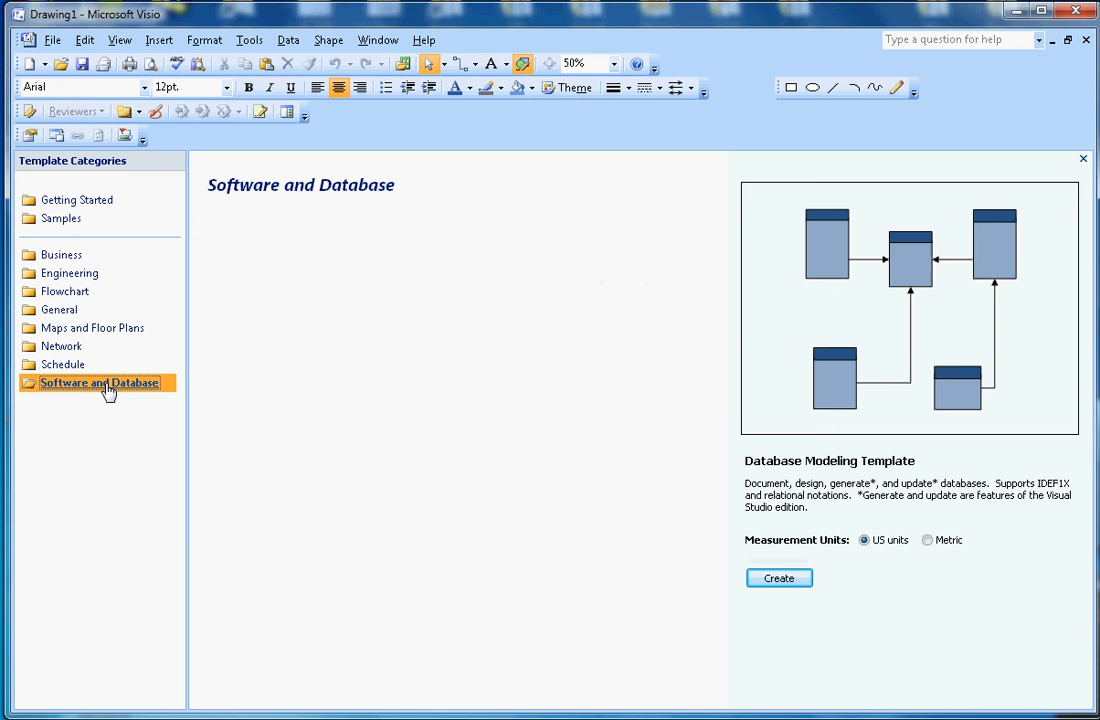 Drawing1 - Microsoft Visio
File Edit View Insert Format Tools Data Shape Window Help
Type a question for help
50%
Arial 12pt. B I U A Theme
Reviewers
Template Categories
Getting Started
Samples
Business
Engineering
Flowchart
General
Maps and Floor Plans
Network
Schedule
Software and Database
Software and Database
Database Modeling Template
Document, design, generate*, and update* databases. Supports IDEF1X
and relational notations. *Generate and update are features of the Visual
Studio edition.
Measurement Units: US units Metric
Create